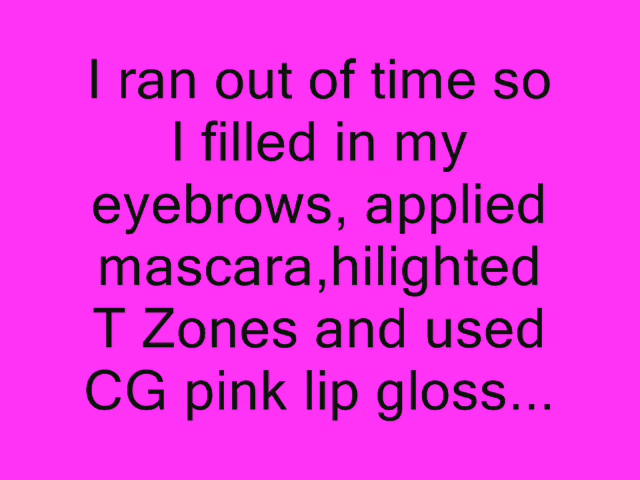 I ran out of time so
I filled in my
eyebrows, applied
mascara,hilighted
T Zones and used
CG pink lip gloss...